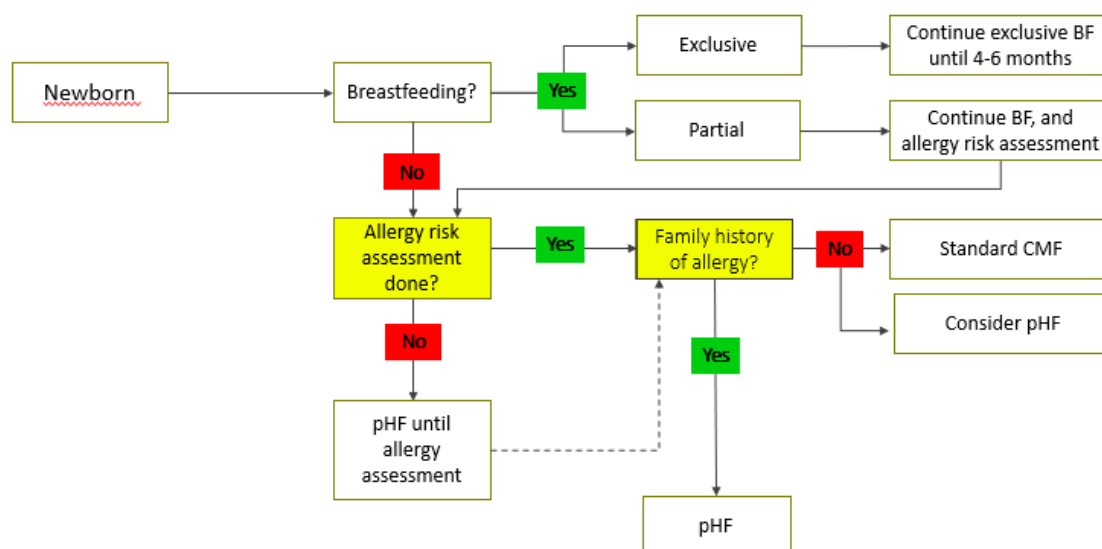 Exclusive
Continue exclusive BF
until 4-6 months
Newborn
Breastfeeding?
Yes
Partial
Continue BF, and
allergy risk assessment
No
Allergy risk
assessment
done?
Yes
Family history
of allergy?
No
Standard CMF
Consider pHF
No
Yes
pHF until
allergy
assessment
pHF